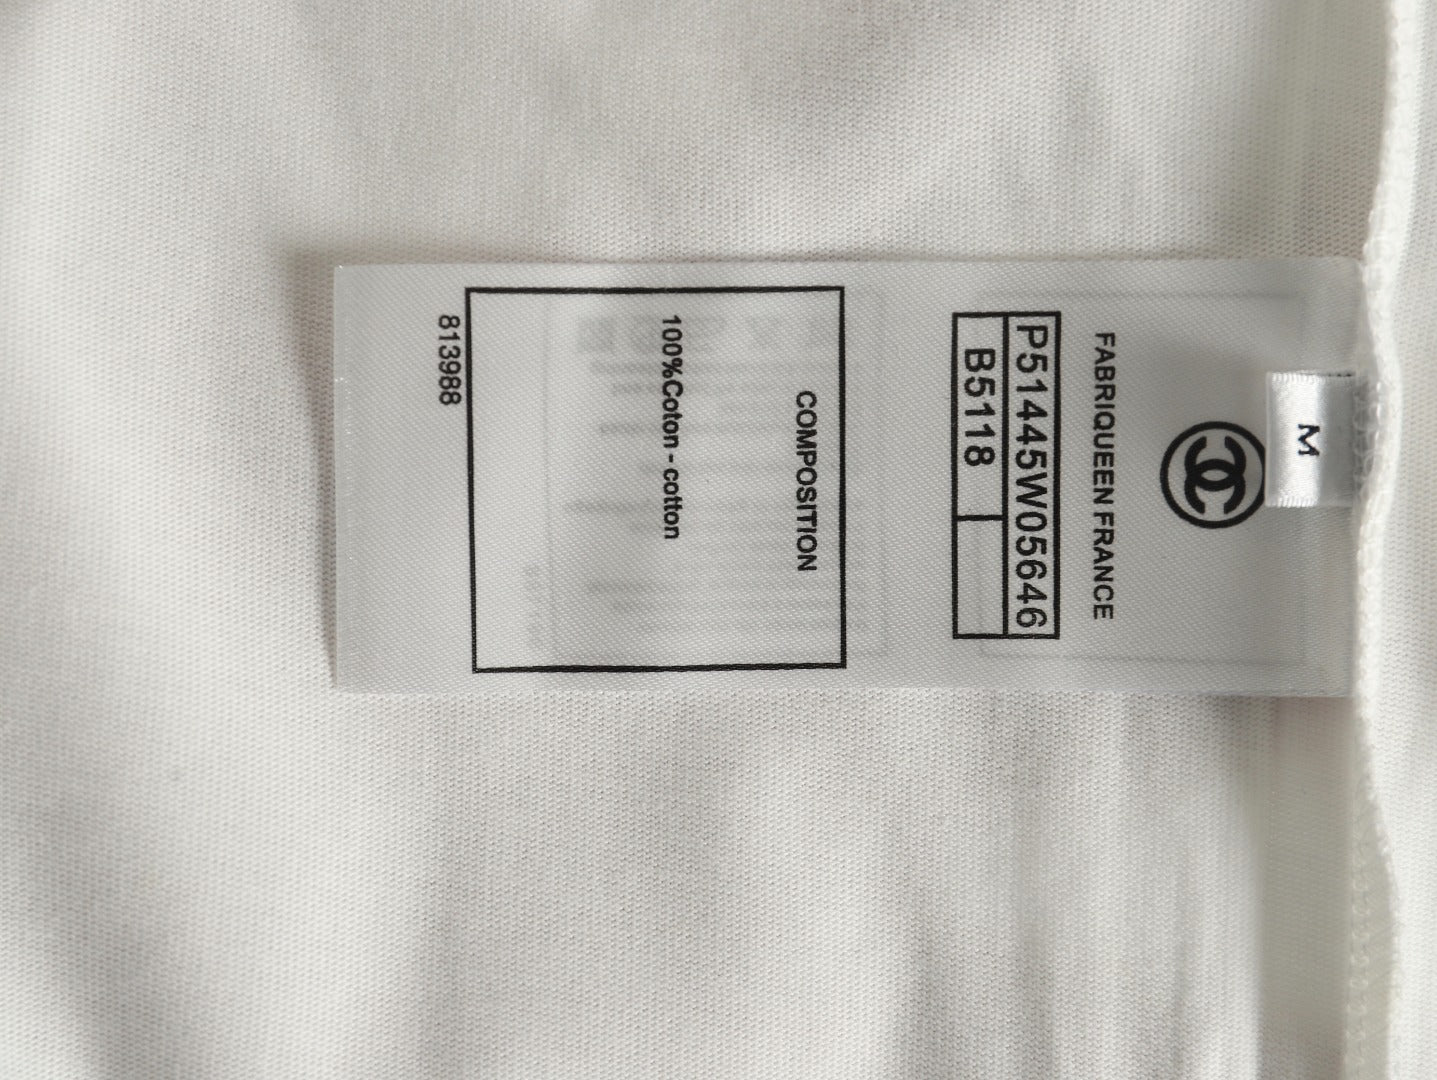 M
FABRIQUEEN FRANCE
P51445W05646
B5118
COMPOSITION
100%Coton - cotton
813988